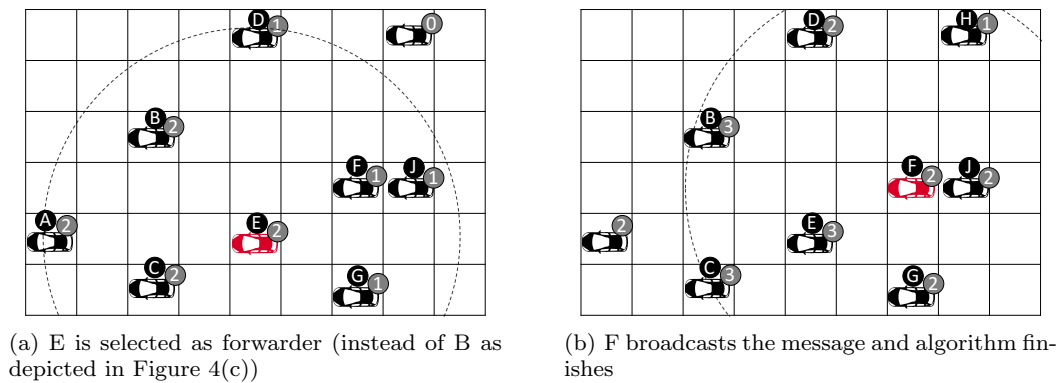 D 1
0
B 2
F 1 J 1
A 2
E 2
C 2
G 1
(a) E is selected as forwarder (instead of B as
depicted in Figure 4(c))
D 2
H 1
B 3
F 2 J 2
2
E 3
C 3
G 2
(b) F broadcasts the message and algorithm fin-
ishes